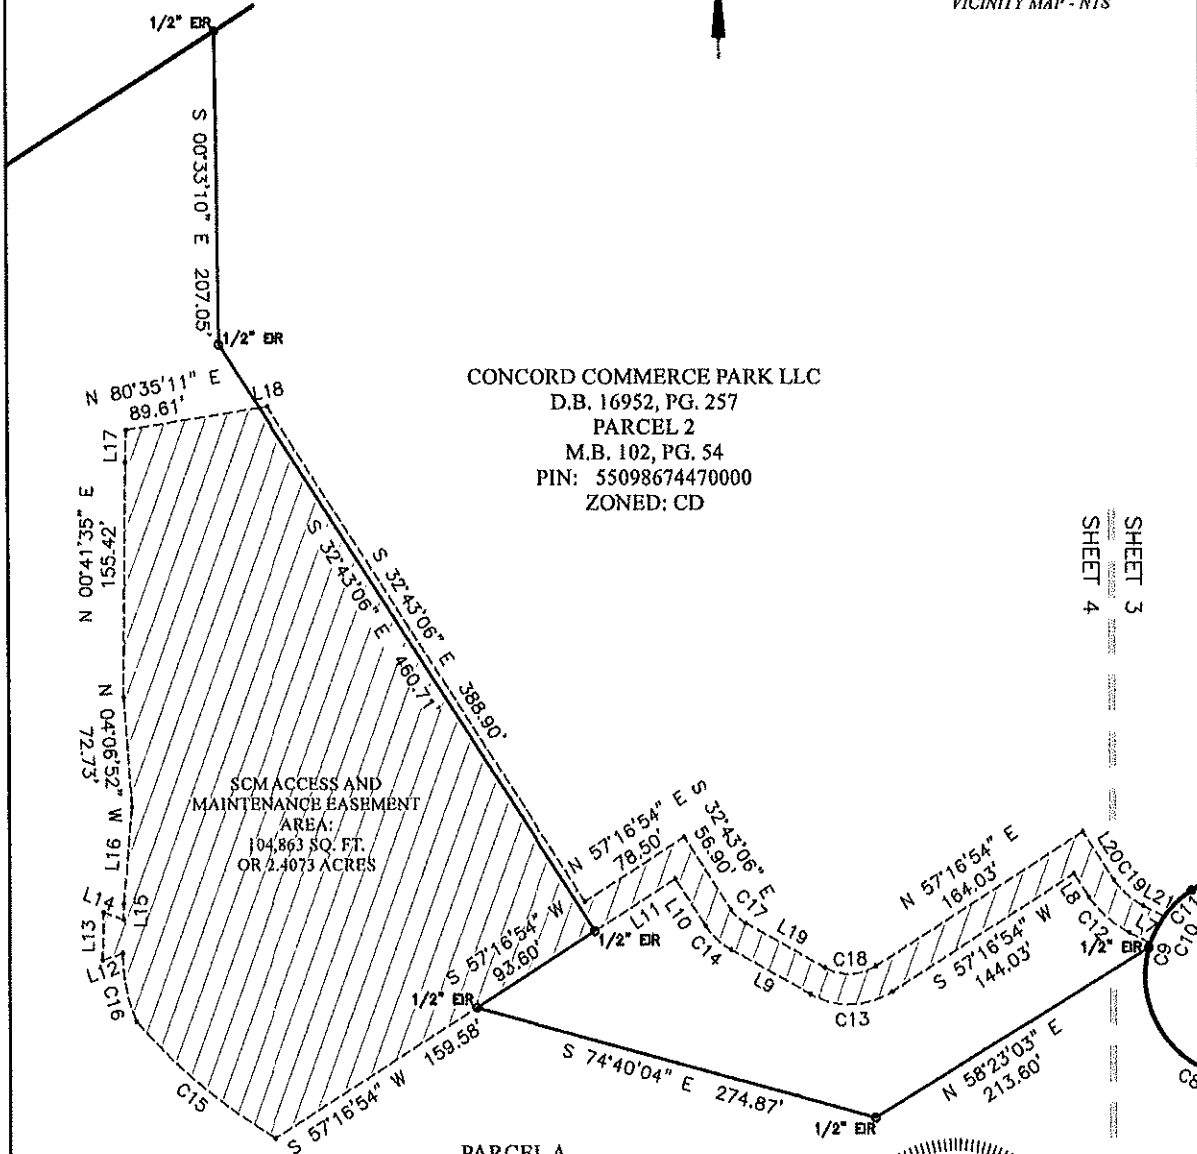 VICINITY MAP - NTS
1/2" EIR
S 00°33'10" E 207.05'
1/2" EIR
N 80°35'11" E
89.61'
L18
L17
CONCORD COMMERCE PARK LLC
D.B. 16952, PG. 257
PARCEL 2
M.B. 102, PG. 54
PIN: 55098674470000
ZONED: CD
N 00°41'35" E
155.42'
S 32°43'06" E 388.90'
S 32°43'06" E 460.71'
SHEET 3
SHEET 4
N 04°06'52" W
72.73'
L16
SCM ACCESS AND
MAINTENANCE EASEMENT
AREA:
104,863 SQ. FT.
OR 2.4073 ACRES
L14
L15
L13
L12
C16
C15
N 57°16'54" E
78.50'
S 32°43'06" E
56.90'
C17
L19
C18
N 57°16'54" E
164.03'
L20
C19
L21
C11
C10
C9
L7
L8
C12
1/2" EIR
S 57°16'54" W
144.03'
C13
L9
C14
L10
L11
1/2" EIR
S 57°16'54" W
93.60'
1/2" EIR
S 57°16'54" W 159.58'
S 74°40'04" E 274.87'
N 58°23'03" E
213.60'
1/2" EIR
C8
PARCEL A